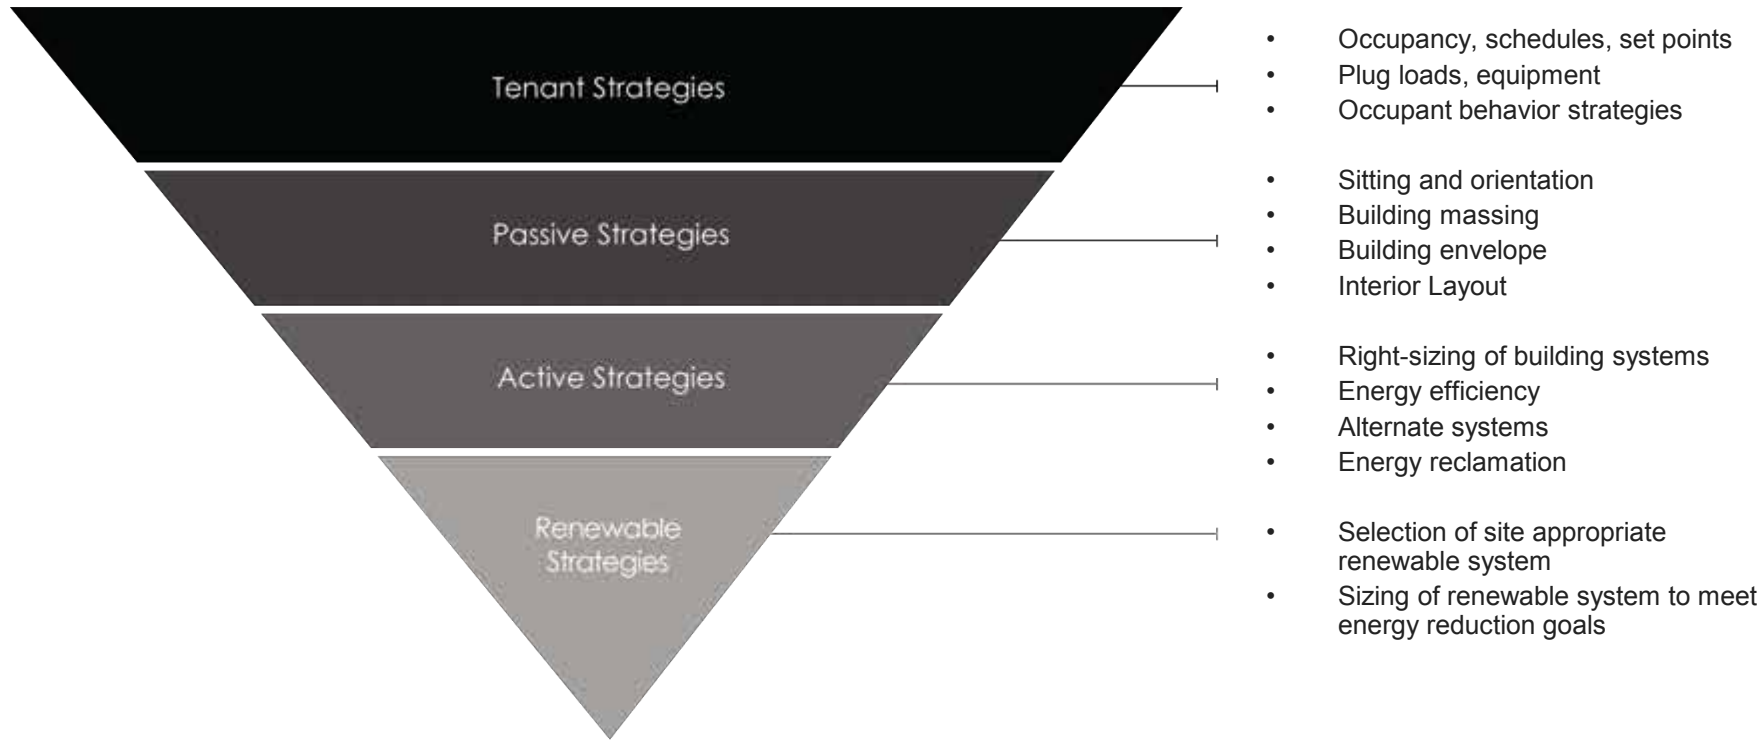 Tenant Strategies
• Occupancy, schedules, set points
• Plug loads, equipment
• Occupant behavior strategies
Passive Strategies
• Sitting and orientation
• Building massing
• Building envelope
• Interior Layout
Active Strategies
• Right-sizing of building systems
• Energy efficiency
• Alternate systems
• Energy reclamation
Renewable
Strategies
• Selection of site appropriate
renewable system
• Sizing of renewable system to meet
energy reduction goals